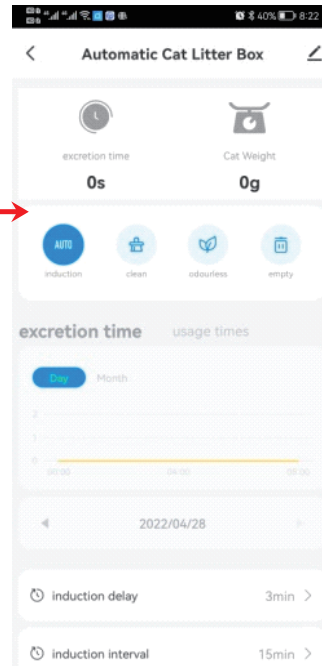 40% 8:22
Automatic Cat Litter Box
excretion time Cat Weight
0s 0g
AUTO
induction clean odourless empty
excretion time usage times
Day Month
2
1
0
00:00 04:00 08:00
2022/04/28
induction delay 3min
induction interval 15min